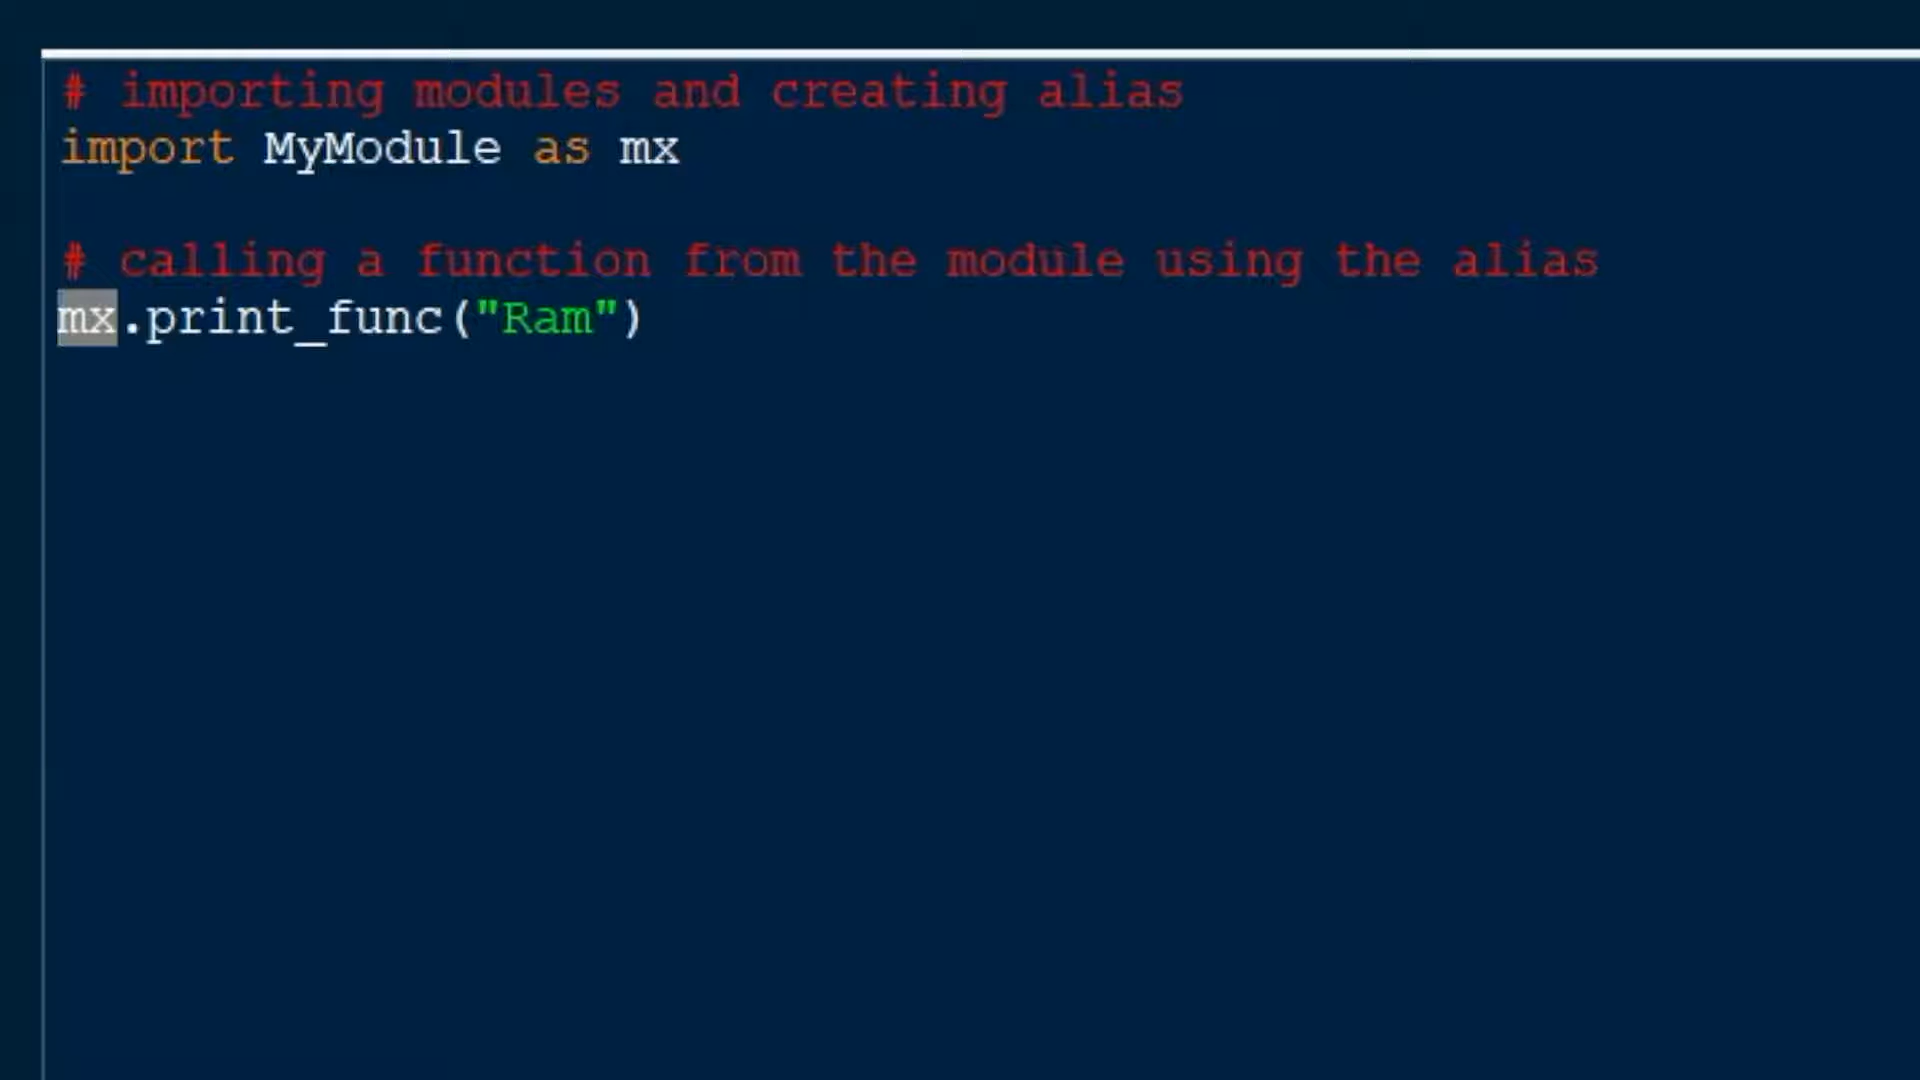 # importing modules and creating alias
import MyModule as mx
# calling a function from the module using the alias
mx.print_func("Ram")